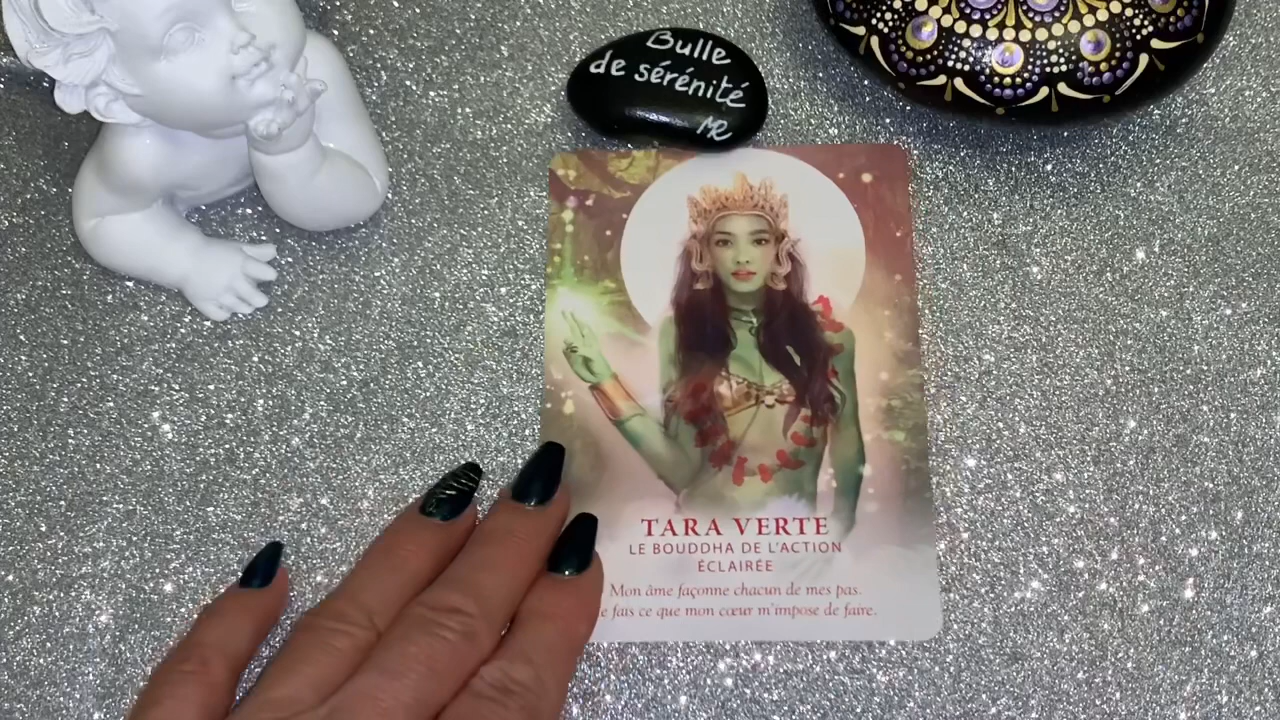 Bulle
de sérénité
MR
TARA VERTE
LE BOUDDHA DE L'ACTION
ÉCLAIRÉE
Mon âme façonne chacun de mes pas.
e fais ce que mon cœur m'impose de faire.